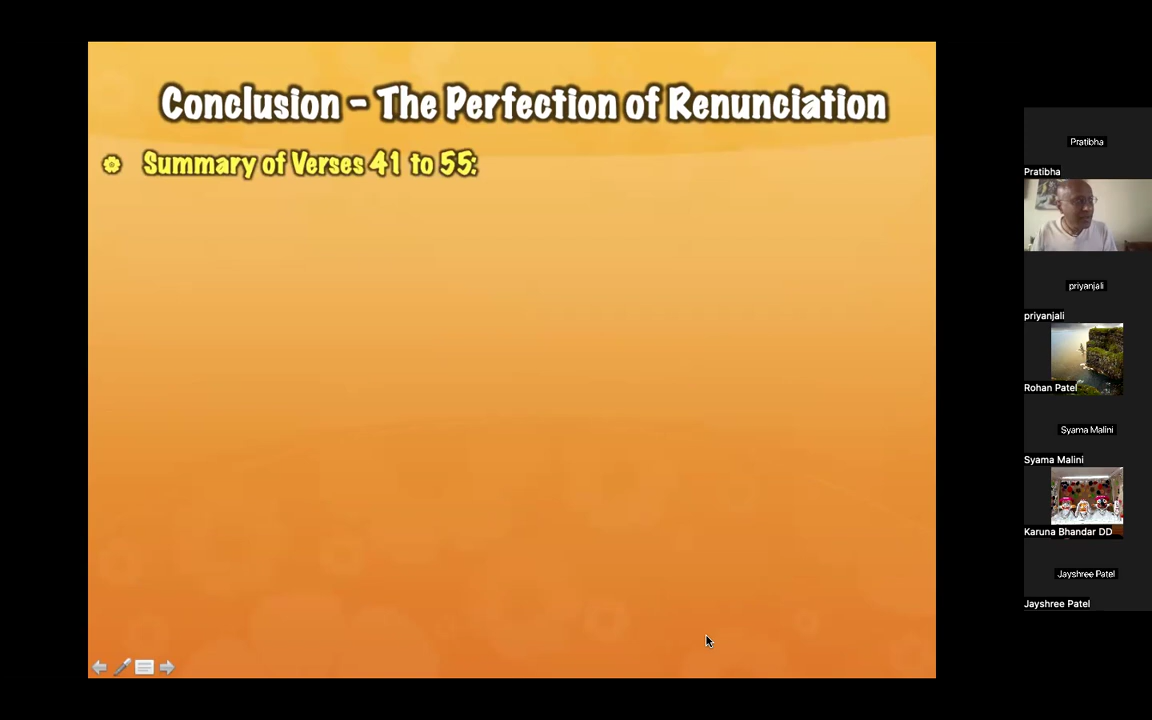 Conclusion - The Perfection of Renunciation
Summary of Verses 41 to 55:
Pratibha
Pratibha
priyanjali
priyanjali
Rohan Patel
Syama Malini
Syama Malini
Karuna Bhandar DD
Jayshree Patel
Jayshree Patel